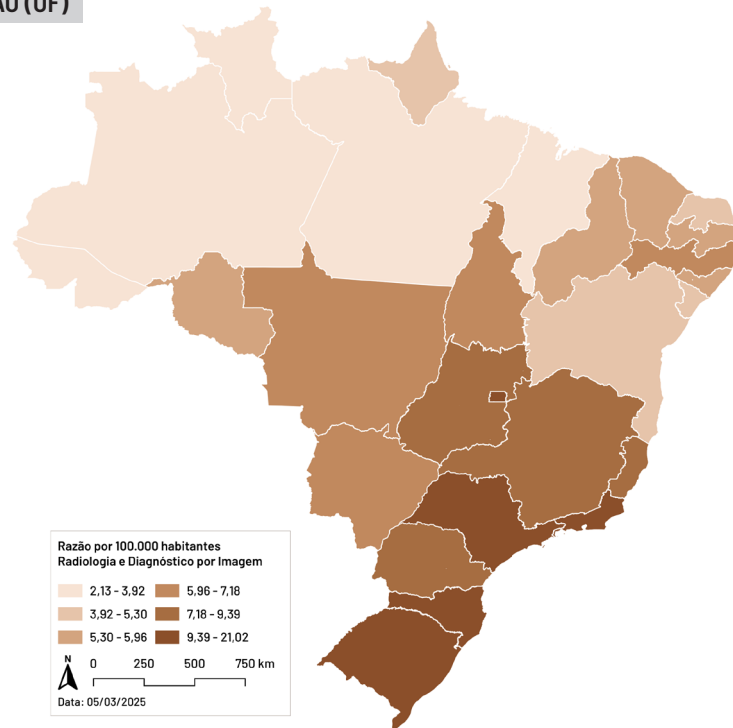 ÃO (UF)
Razão por 100.000 habitantes
Radiologia e Diagnóstico por Imagem
2,13 - 3,92
5,96 - 7,18
3,92 - 5,30
7,18 - 9,39
5,30 - 5,96
9,39 - 21,02
N
0 250 500 750 km
Data: 05/03/2025